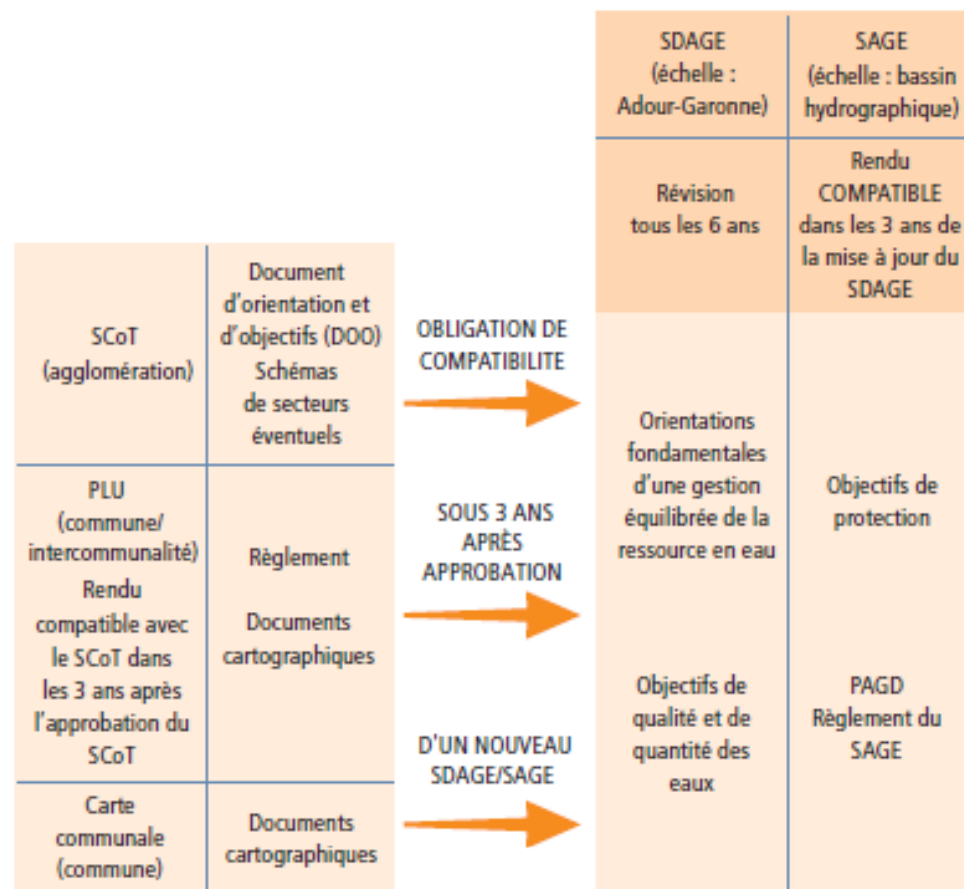 SDAGE
(échelle :
Adour-Garonne)
SAGE
(échelle : bassin
hydrographique)
Révision
tous les 6 ans
Rendu
COMPATIBLE
dans les 3 ans de
la mise à jour du
SDAGE
SCoT
(agglomération)
Document
d'orientation et
d'objectifs (DOO)
Schémas
de secteurs
éventuels
OBLIGATION DE
COMPATIBILITE
Orientations
fondamentales
d'une gestion
équilibrée de la
ressource en eau
Objectifs de
protection
PLU
(commune/
intercommunalité)
Rendu
compatible avec
le SCoT dans
les 3 ans après
l'approbation du
SCoT
Règlement
Documents
cartographiques
SOUS 3 ANS
APRÈS
APPROBATION
Objectifs de
qualité et de
quantité des
eaux
PAGD
Règlement du
SAGE
D'UN NOUVEAU
SDAGE/SAGE
Carte
communale
(commune)
Documents
cartographiques